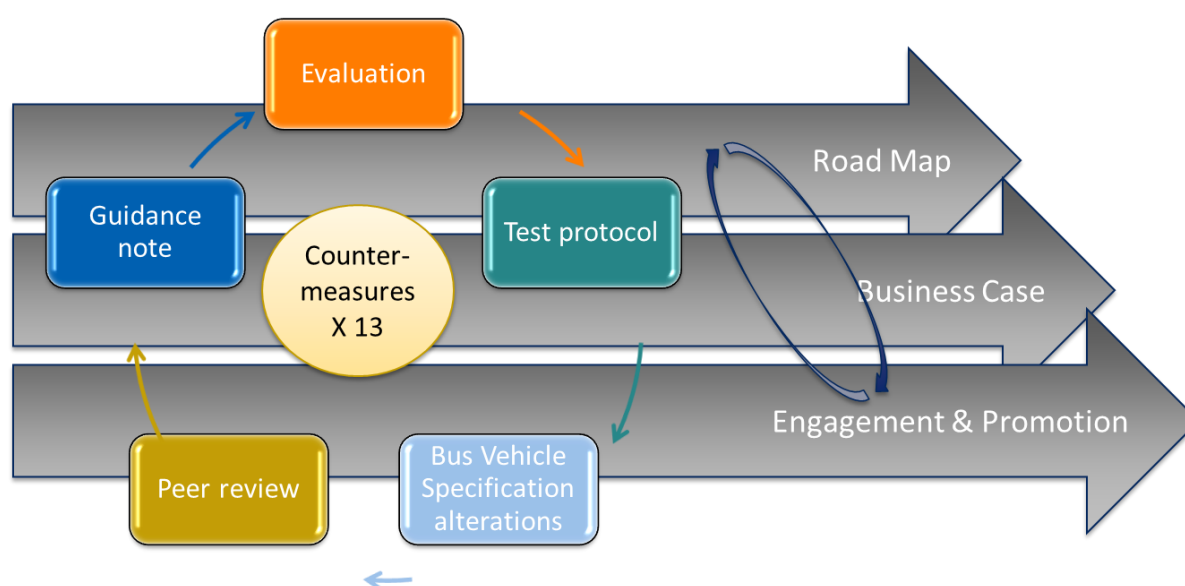 Evaluation
Road Map
Guidance
note
Test protocol
Counter-
measures
X 13
Business Case
Engagement & Promotion
Peer review
Bus Vehicle
Specification
alterations